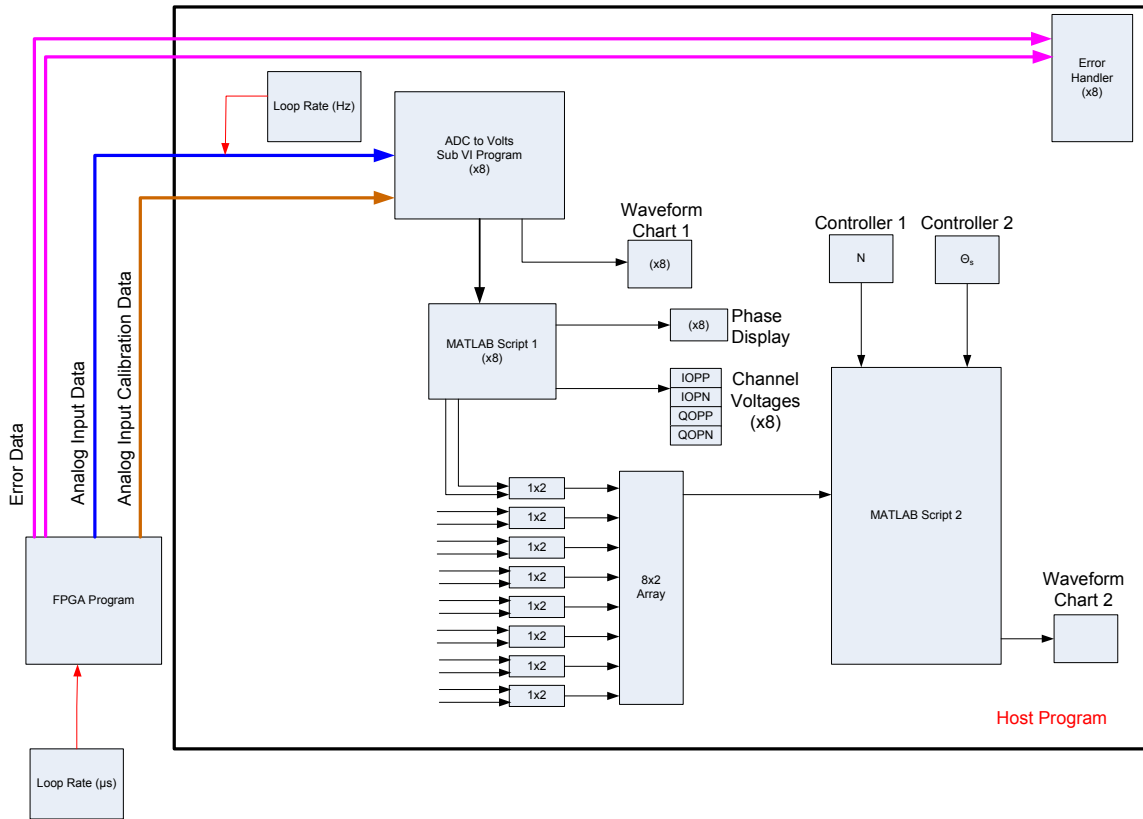 Error
Handler
(x8)
Loop Rate (Hz)
ADC to Volts
Sub VI Program
(x8)
Waveform
Chart 1
(x8)
Controller 1
N
Controller 2
Θs
MATLAB Script 1
(x8)
(x8)
Phase
Display
IOPP
IOPN
QOPP
QOPN
Channel
Voltages
(x8)
Error Data
Analog Input Data
Analog Input Calibration Data
1x2
1x2
1x2
1x2
1x2
1x2
1x2
1x2
8x2
Array
MATLAB Script 2
Waveform
Chart 2
FPGA Program
Host Program
Loop Rate (µs)